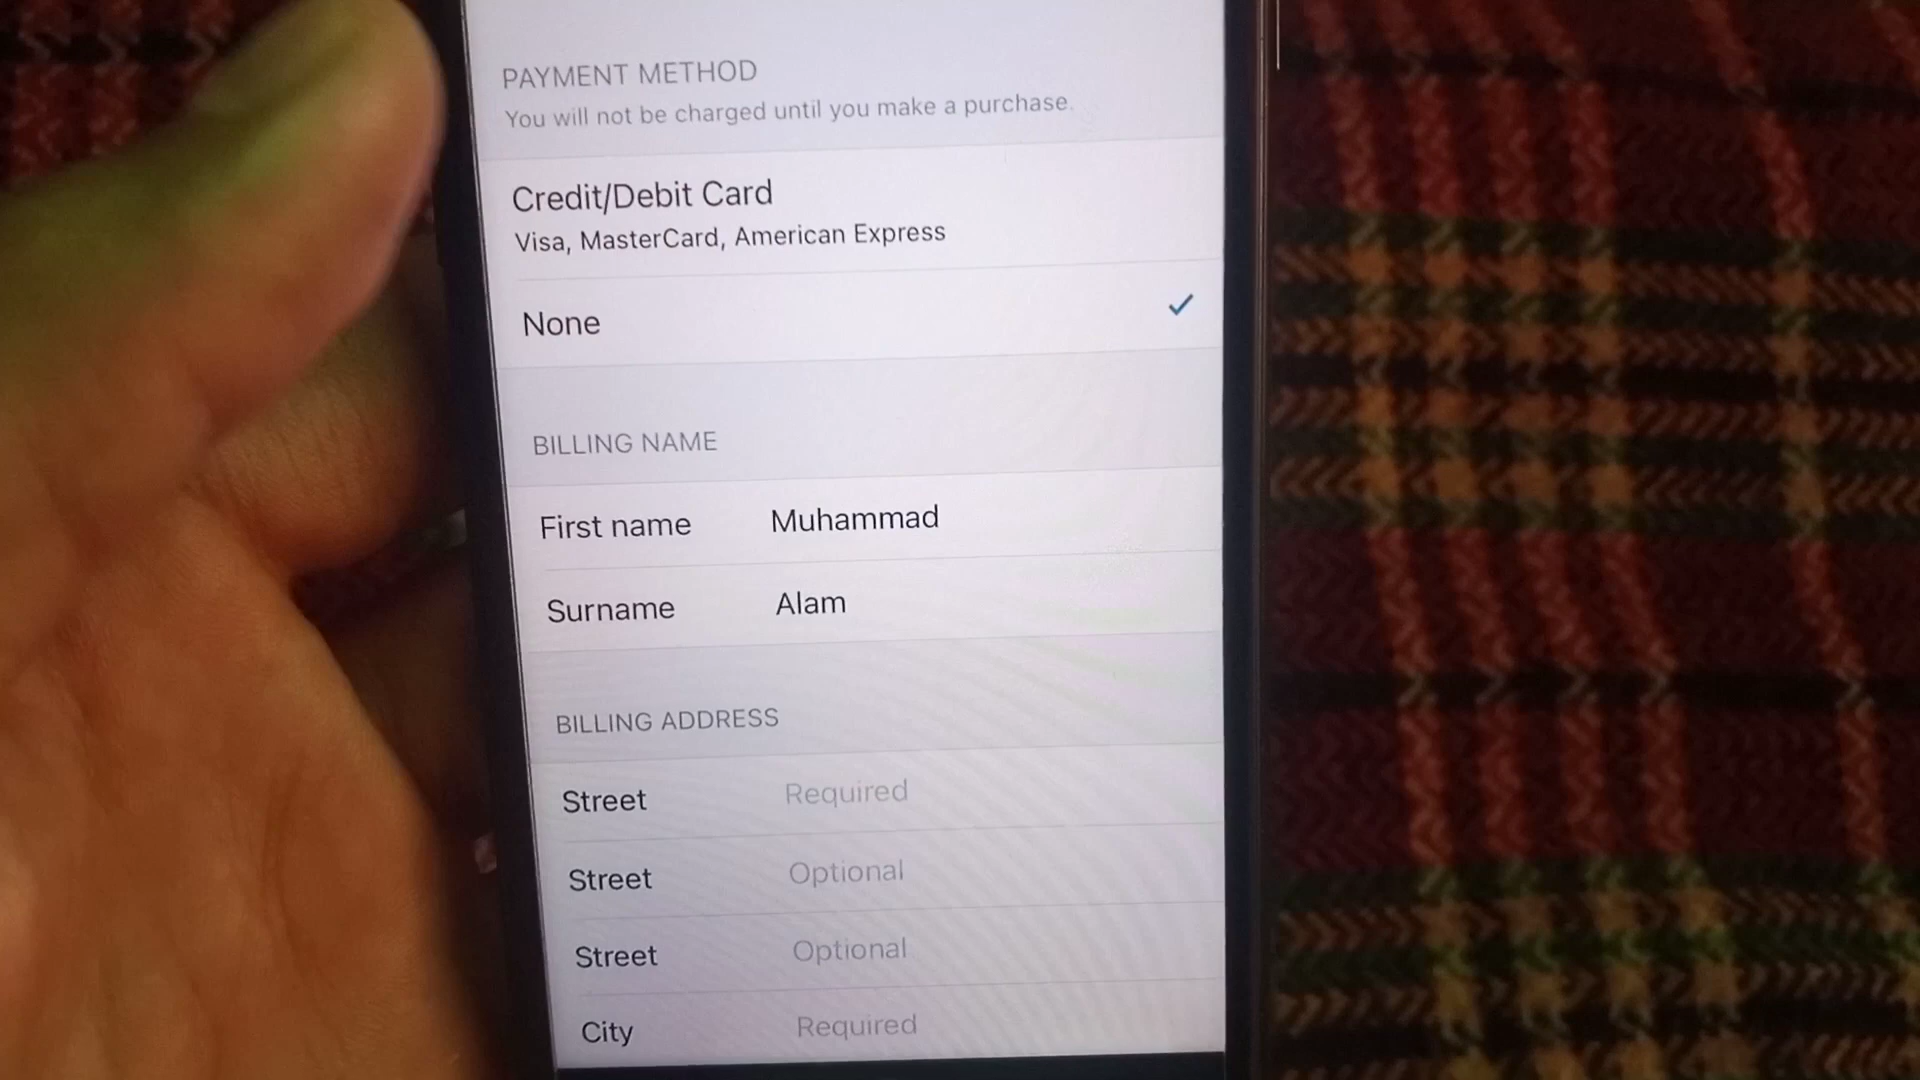 PAYMENT METHOD
You will not be charged until you make a purchase.
Credit/Debit Card
Visa, MasterCard, American Express
None
BILLING NAME
First name Muhammad
Surname Alam
BILLING ADDRESS
Street Required
Street Optional
Street Optional
City Required